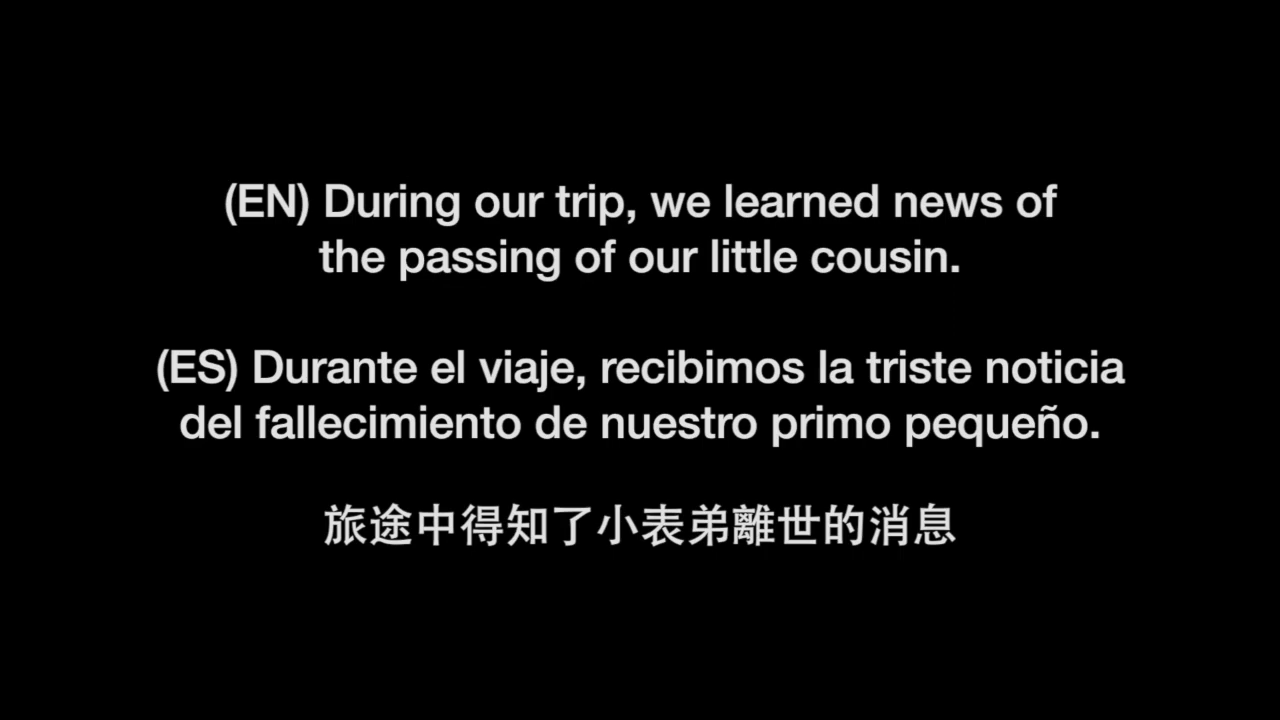 (EN) During our trip, we learned news of
the passing of our little cousin.
(ES) Durante el viaje, recibimos la triste noticia
del fallecimiento de nuestro primo pequeño.
旅途中得知了小表弟離世的消息